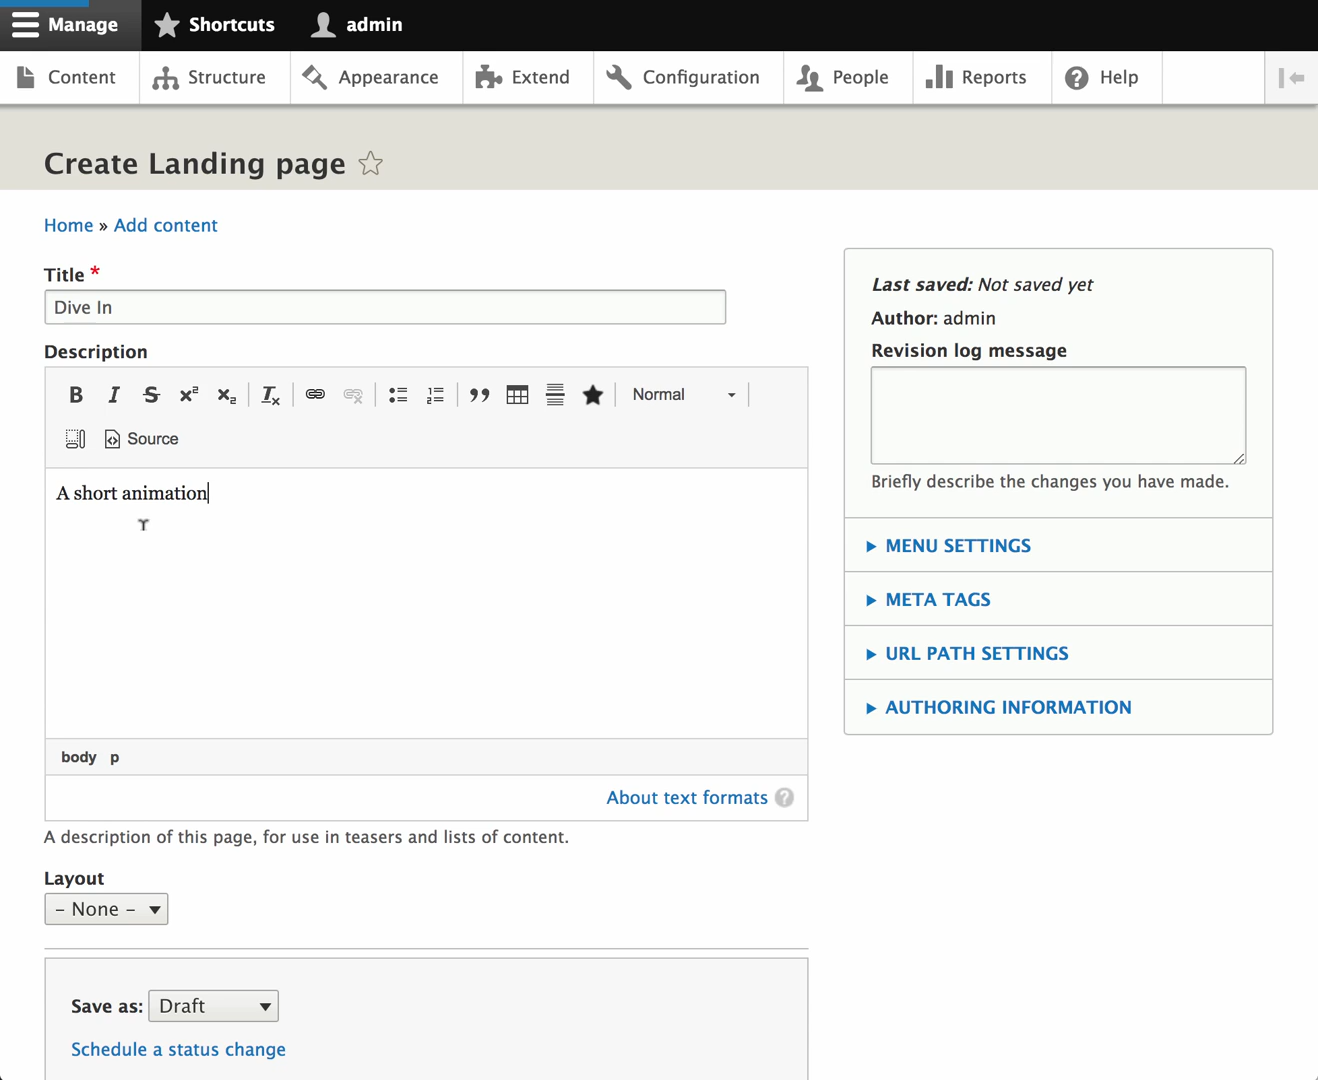 Manage Shortcuts admin
Content Structure Appearance Extend Configuration People Reports Help
Create Landing page
Home » Add content
Title *
Dive In
Description
B I S x² x₂ Tx Normal
Source
A short animation
body p
About text formats ?
A description of this page, for use in teasers and lists of content.
Layout
- None -
Save as: Draft
Schedule a status change
Last saved: Not saved yet
Author: admin
Revision log message
Briefly describe the changes you have made.
MENU SETTINGS
META TAGS
URL PATH SETTINGS
AUTHORING INFORMATION